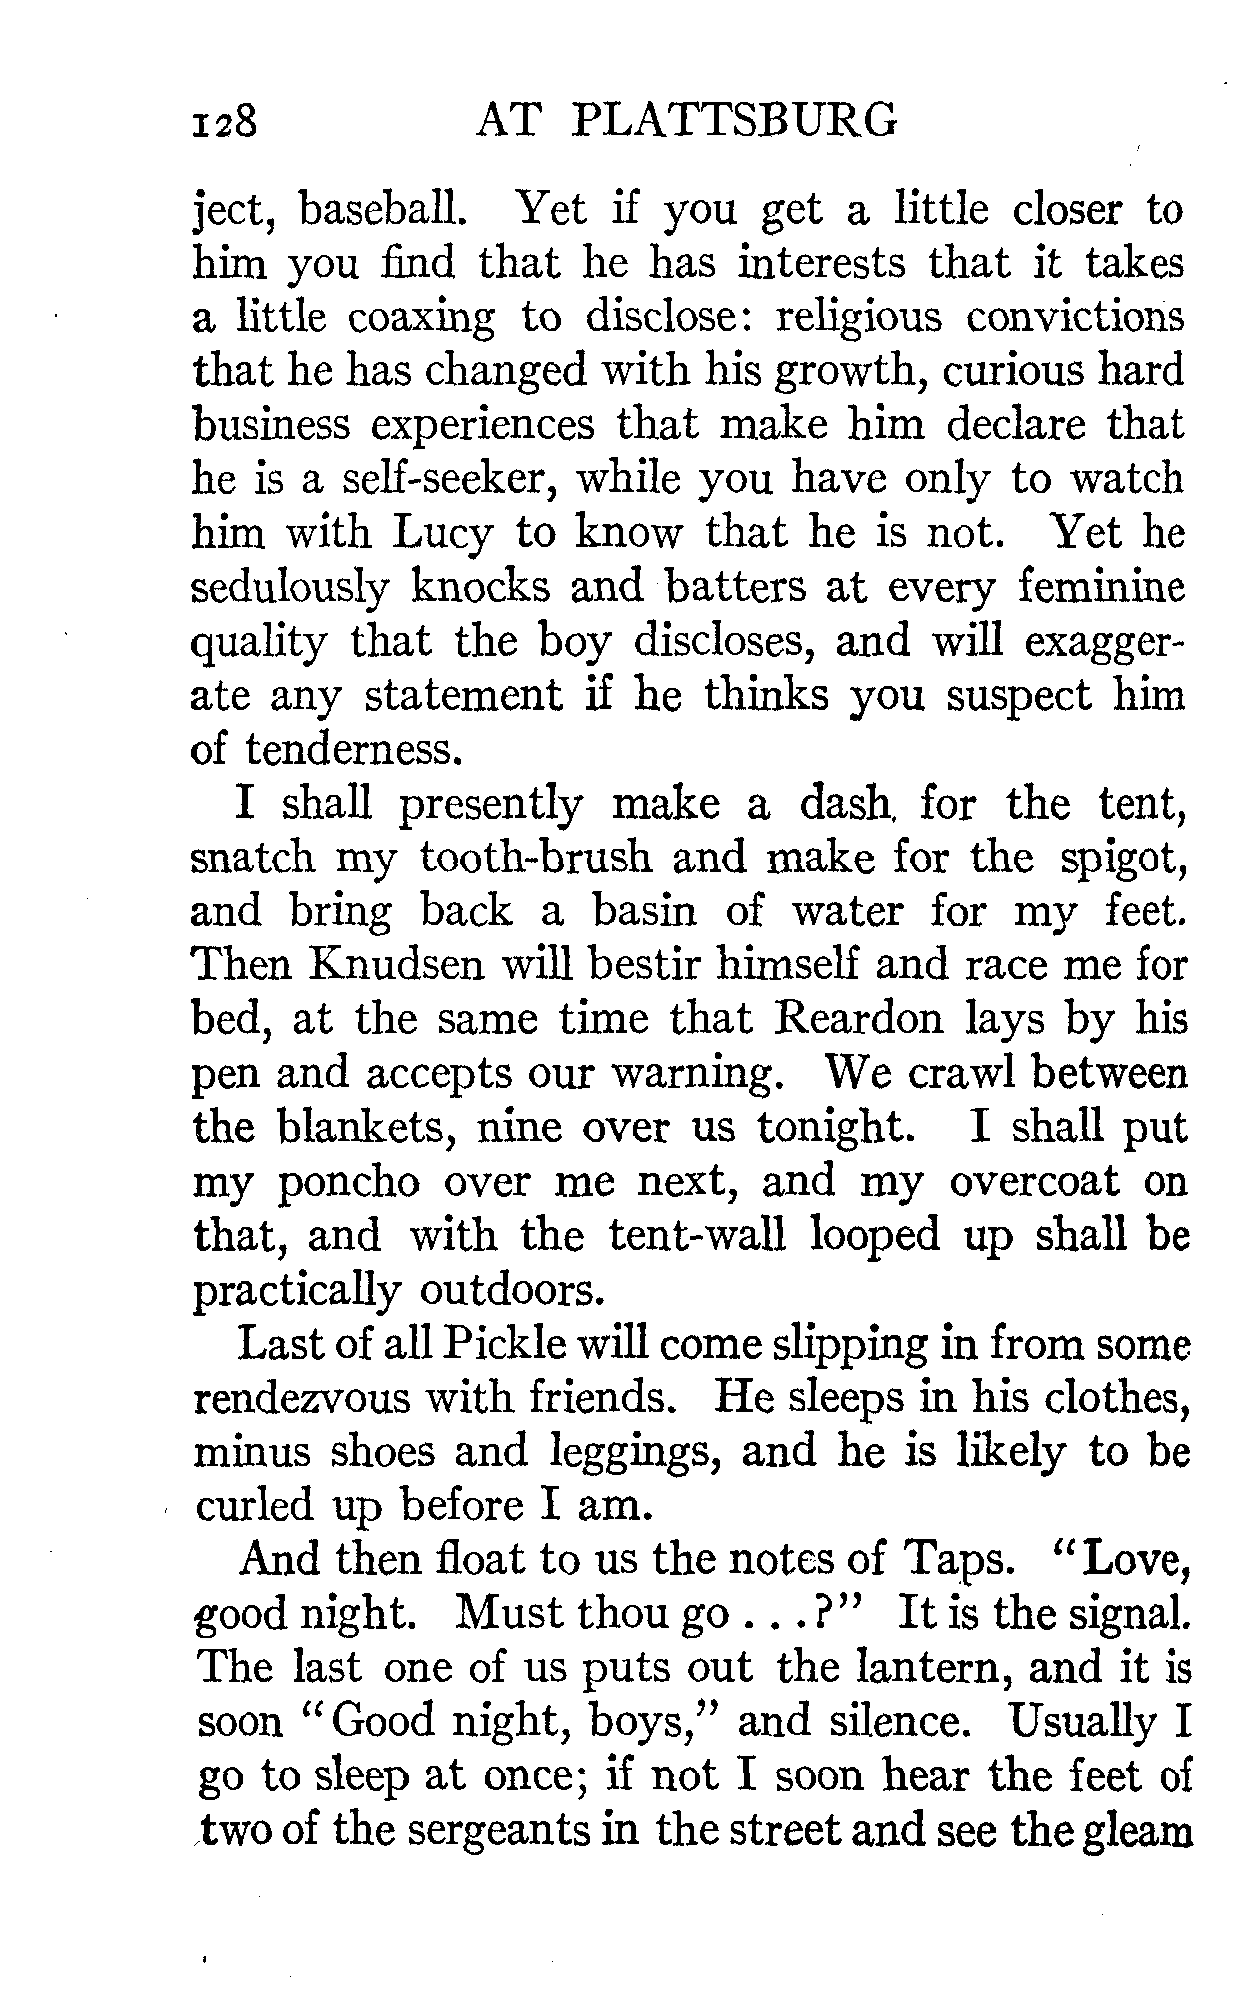 128 AT PLATTSBURG
ject, baseball. Yet if you get a little closer to
him you find that he has interests that it takes
a little coaxing to disclose: religious convictions
that he has changed with his growth, curious hard
business experiences that make him declare that
he is a self-seeker, while you have only to watch
him with Lucy to know that he is not. Yet he
sedulously knocks and batters at every feminine
quality that the boy discloses, and will exagger-
ate any statement if he thinks you suspect him
of tenderness.
I shall presently make a dash for the tent,
snatch my tooth-brush and make for the spigot,
and bring back a basin of water for my feet.
Then Knudsen will bestir himself and race me for
bed, at the same time that Reardon lays by his
pen and accepts our warning. We crawl between
the blankets, nine over us tonight. I shall put
my poncho over me next, and my overcoat on
that, and with the tent-wall looped up shall be
practically outdoors.
Last of all Pickle will come slipping in from some
rendezvous with friends. He sleeps in his clothes,
minus shoes and leggings, and he is likely to be
curled up before I am.
And then float to us the notes of Taps. "Love,
good night. Must thou go . . .?" It is the signal.
The last one of us puts out the lantern, and it is
soon "Good night, boys," and silence. Usually I
go to sleep at once; if not I soon hear the feet of
two of the sergeants in the street and see the gleam